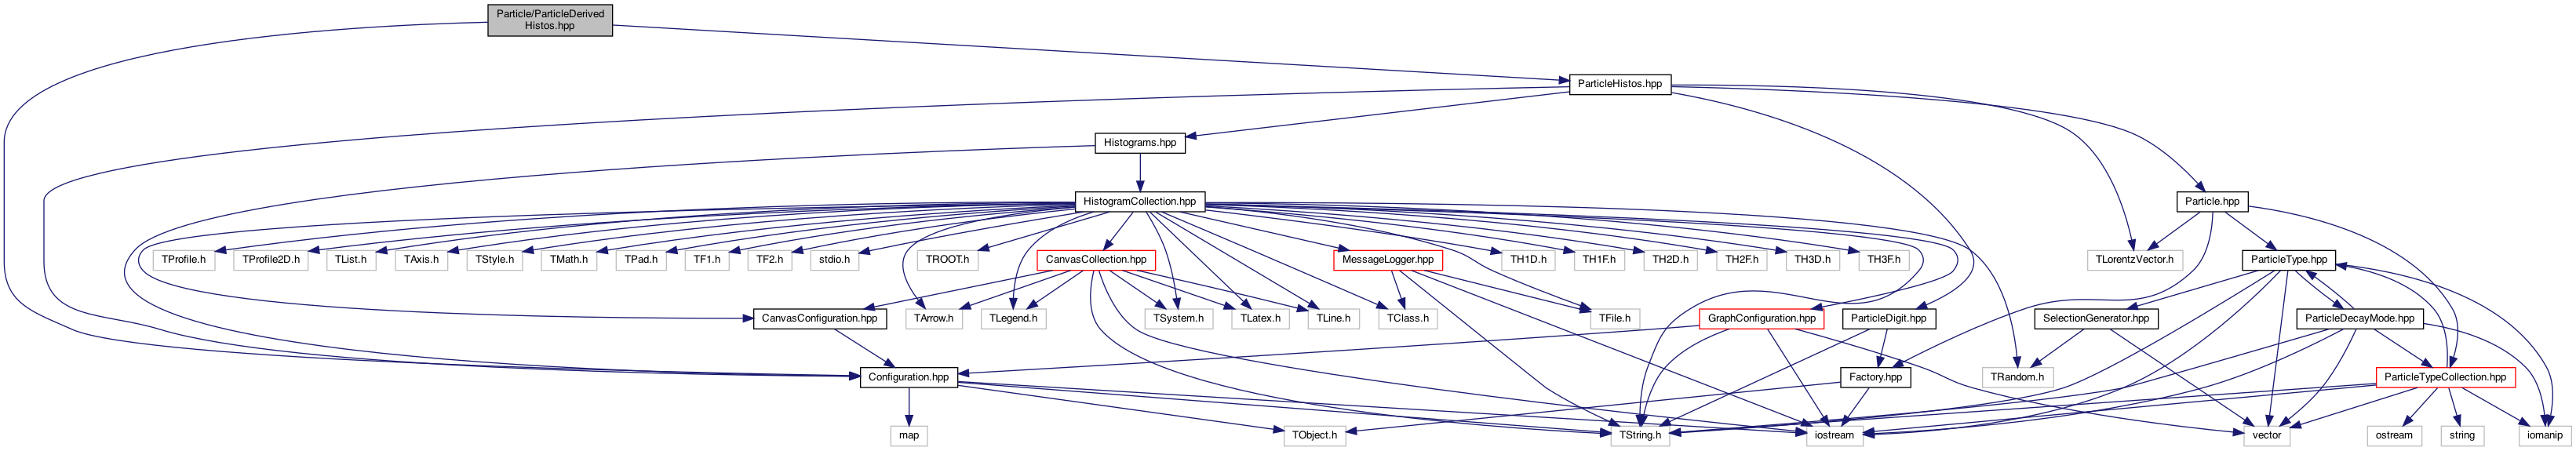 Particle/ParticleDerived
Histos.hpp
ParticleHistos.hpp
Histograms.hpp
HistogramCollection.hpp
Particle.hpp
TProfile.h
TProfile2D.h
TList.h
TAxis.h
TStyle.h
TMath.h
TPad.h
TF1.h
TF2.h
stdio.h
TROOT.h
CanvasCollection.hpp
MessageLogger.hpp
TH1D.h
TH1F.h
TH2D.h
TH2F.h
TH3D.h
TH3F.h
TLorentzVector.h
ParticleType.hpp
CanvasConfiguration.hpp
TArrow.h
TLegend.h
TSystem.h
TLatex.h
TLine.h
TClass.h
TFile.h
GraphConfiguration.hpp
ParticleDigit.hpp
SelectionGenerator.hpp
ParticleDecayMode.hpp
Configuration.hpp
Factory.hpp
TRandom.h
ParticleTypeCollection.hpp
map
TObject.h
TString.h
iostream
vector
ostream
string
iomanip